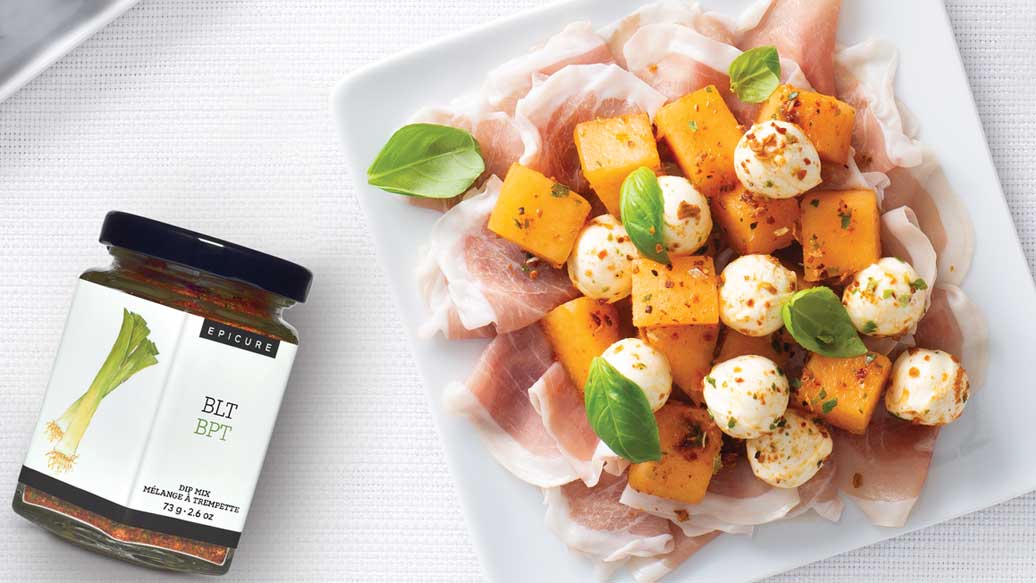 EPICURE
BLT
BPT
DIP MIX
MÉLANGE À TREMPETTE
73 g · 2.6 oz